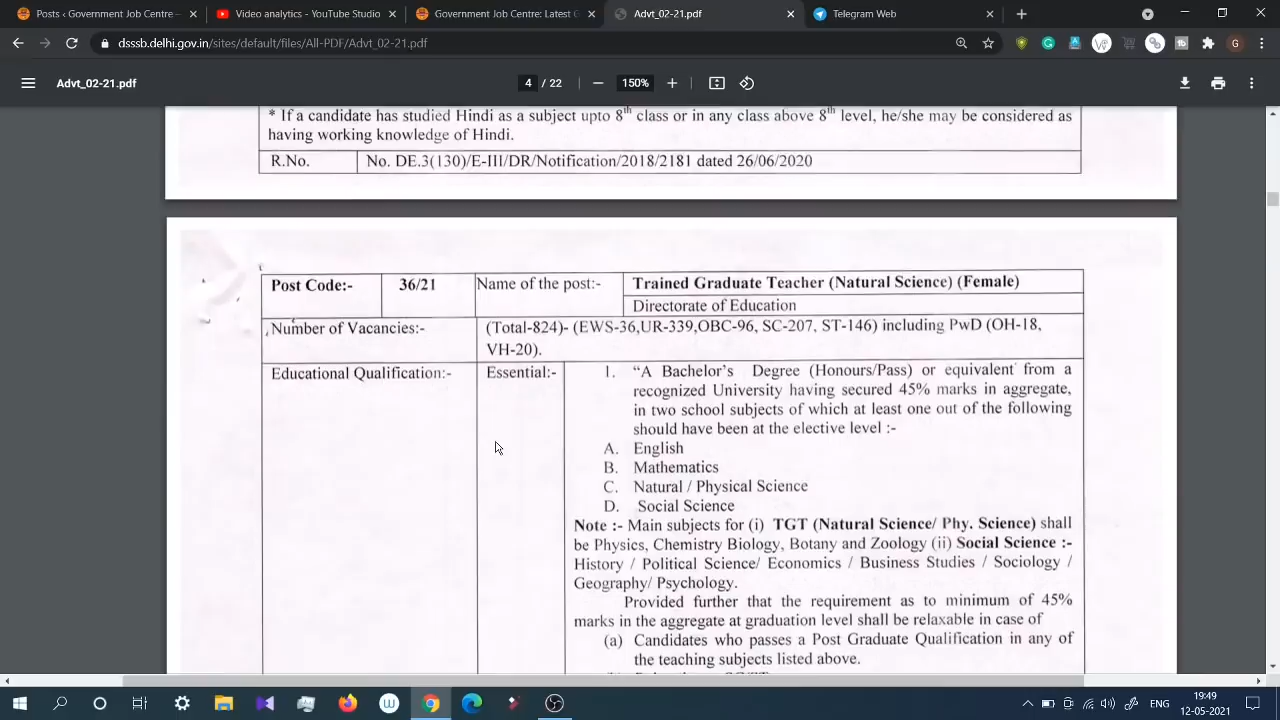 Posts ‹ Government Job Centre —
Video analytics - YouTube Studio
Government Job Centre: Latest G
Advt_02-21.pdf
Telegram Web
dsssb.delhi.gov.in/sites/default/files/All-PDF/Advt_02-21.pdf
G
Advt_02-21.pdf
4 / 22
150%
* If a candidate has studied Hindi as a subject upto 8th class or in any class above 8th level, he/she may be considered as
having working knowledge of Hindi.
R.No. No. DE.3(130)/E-III/DR/Notification/2018/2181 dated 26/06/2020
Post Code:- 36/21 Name of the post:- Trained Graduate Teacher (Natural Science) (Female)
Directorate of Education
Number of Vacancies:- (Total-824)- (EWS-36,UR-339,OBC-96, SC-207, ST-146) including PwD (OH-18,
VH-20).
Educational Qualification:- Essential:- 1. “A Bachelor's Degree (Honours/Pass) or equivalent from a
recognized University having secured 45% marks in aggregate,
in two school subjects of which at least one out of the following
should have been at the elective level :-
A. English
B. Mathematics
C. Natural / Physical Science
D. Social Science
Note :- Main subjects for (i) TGT (Natural Science/ Phy. Science) shall
be Physics, Chemistry Biology, Botany and Zoology (ii) Social Science :-
History / Political Science/ Economics / Business Studies / Sociology /
Geography/ Psychology.
Provided further that the requirement as to minimum of 45%
marks in the aggregate at graduation level shall be relaxable in case of
(a) Candidates who passes a Post Graduate Qualification in any of
the teaching subjects listed above.
ENG
19:49
12-05-2021